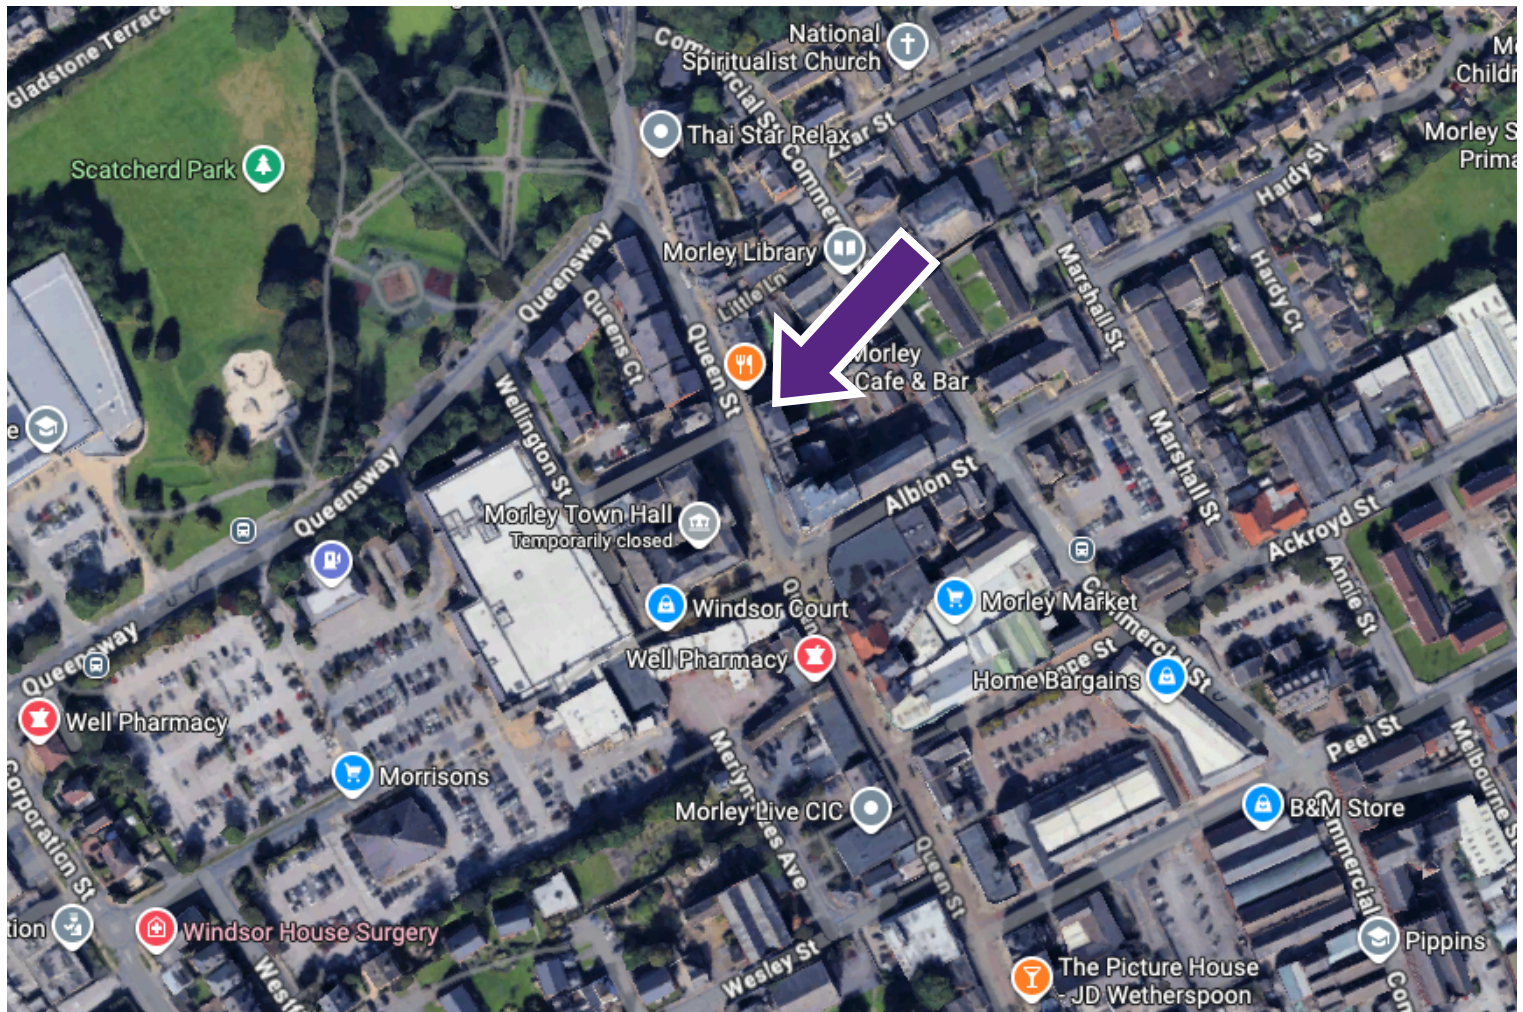 Gladstone Terrace
Commercial St
National
Spiritualist Church
Thai Star Relax
Zoar St
Commerc
Scatcherd Park
Queensway
Morley Library
Little Ln
Hardy St
Hardy Ct
Marshall St
Morley S
Prima
Childr
Queens Ct
Queen St
Morley
Cafe & Bar
Wellington St
Marshall St
Queensway
Albion St
Morley Town Hall
Temporarily closed
Ackroyd St
Annie St
Windsor Court
Morley Market
Commercial St
Well Pharmacy
Home Bargains
Queensway
Well Pharmacy
Peel St
Melbourne S
Morrisons
Corporation St
Morley Live CIC
B&M Store
Commercial
Queen St
tion
Windsor House Surgery
Wesley St
Pippins
The Picture House
- JD Wetherspoon